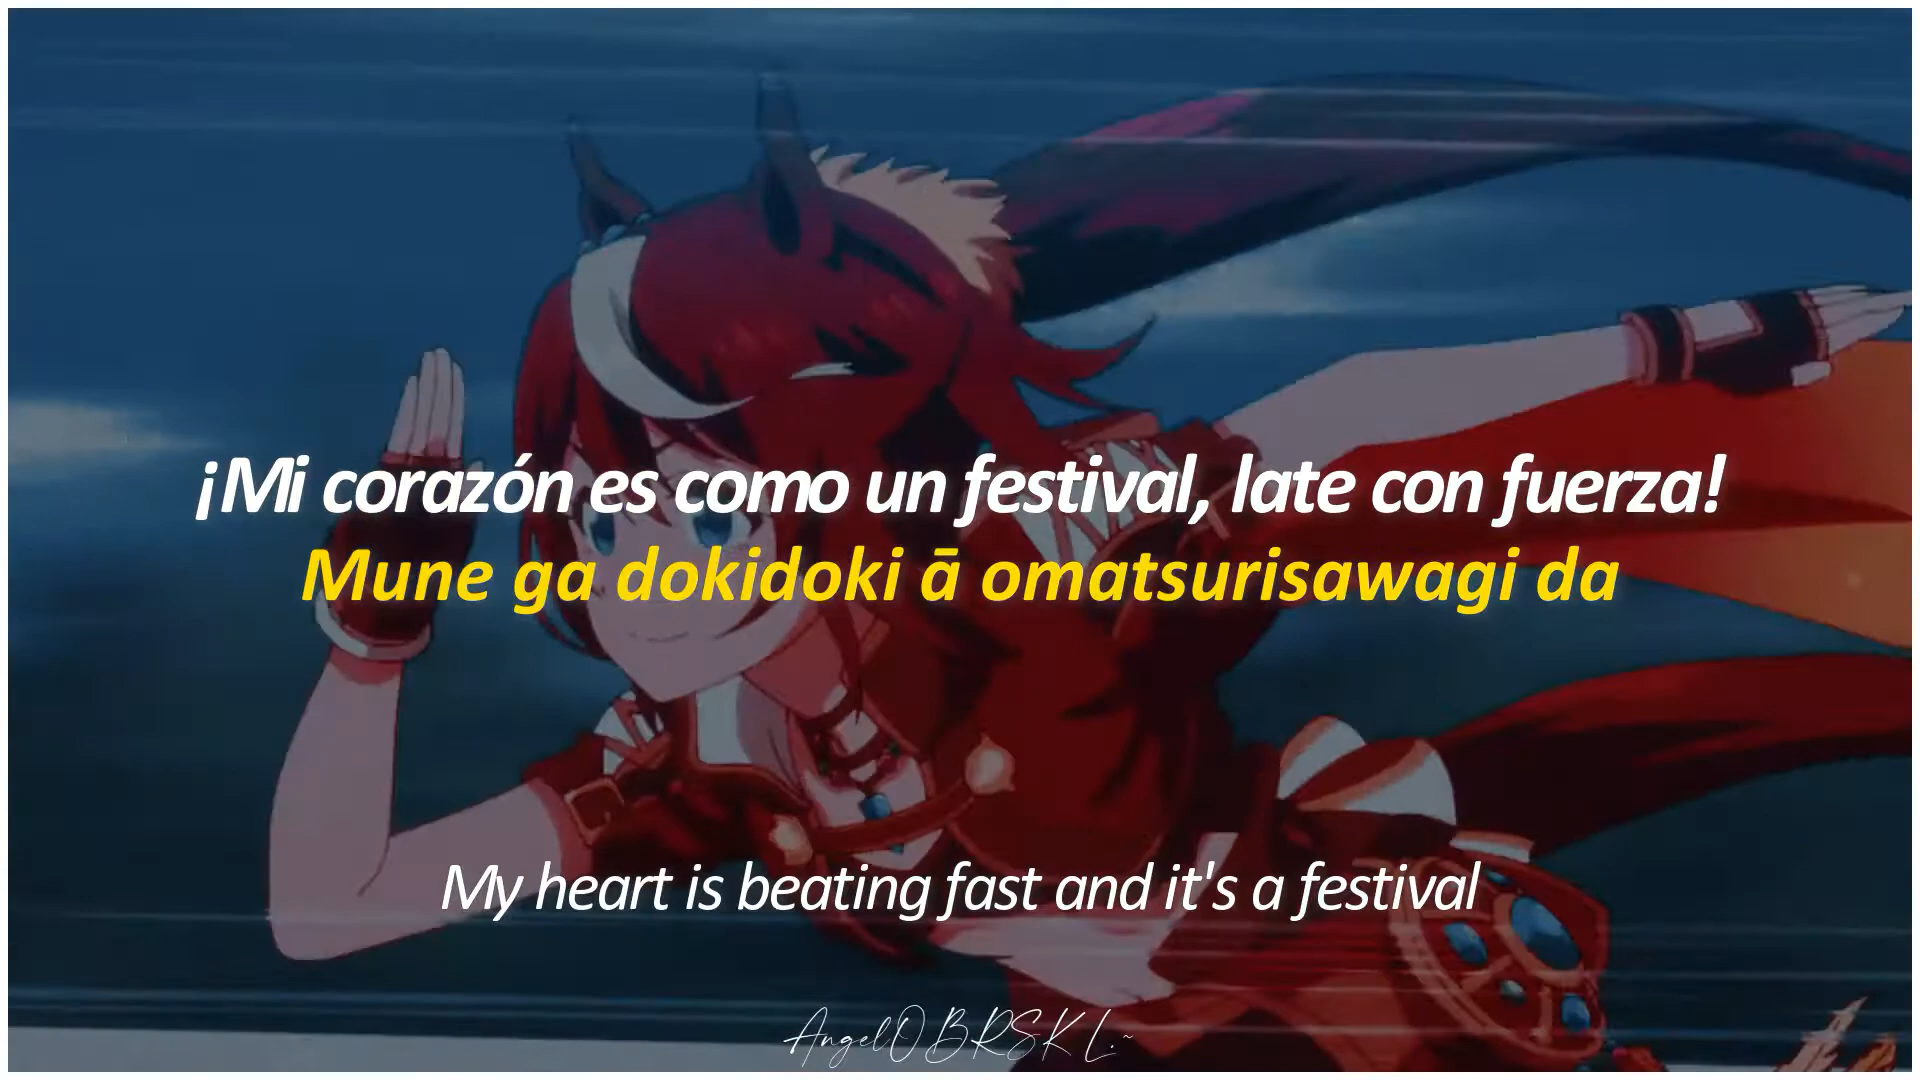 ¡Mi corazón es como un festival, late con fuerza!
Mune ga dokidoki ā omatsurisawagi da
My heart is beating fast and it's a festival
AngelOBRSKL.~